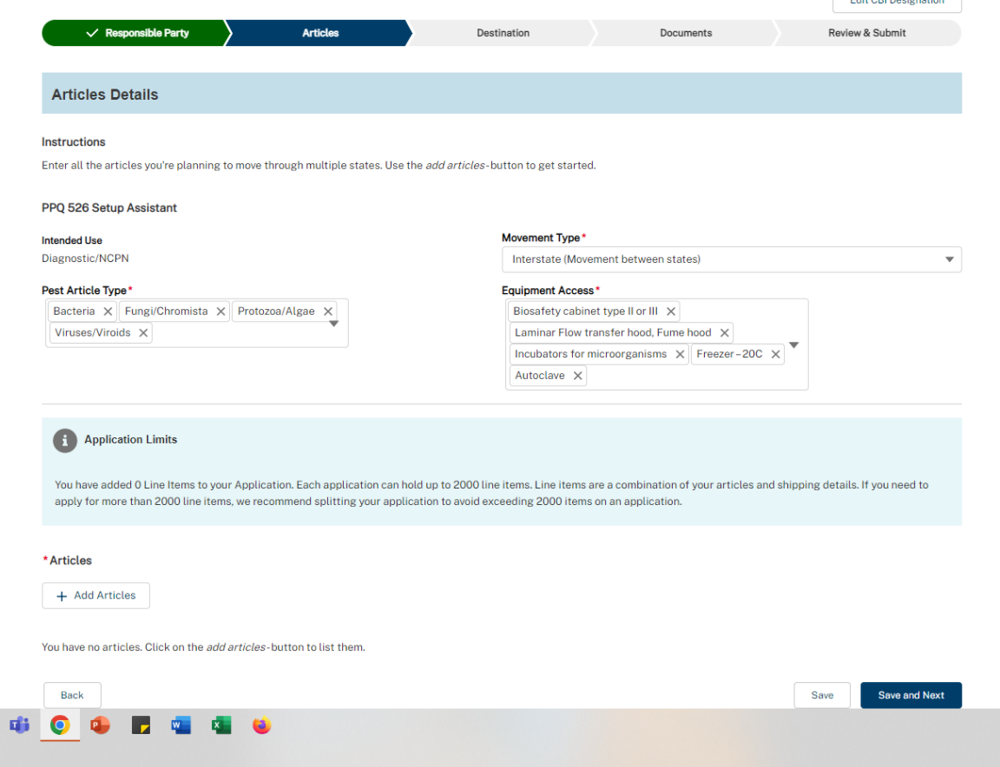 Edit CBI Designation
Responsible Party
Articles
Destination
Documents
Review & Submit
Articles Details
Instructions
Enter all the articles you're planning to move through multiple states. Use the add articles-button to get started.
PPQ 526 Setup Assistant
Intended Use
Diagnostic/NCPN
Movement Type*
Interstate (Movement between states)
Pest Article Type*
Bacteria
Fungi/Chromista
Protozoa/Algae
Viruses/Viroids
Equipment Access*
Biosafety cabinet type II or III
Laminar Flow transfer hood, Fume hood
Incubators for microorganisms
Freezer–20C
Autoclave
Application Limits
You have added 0 Line Items to your Application. Each application can hold up to 2000 line items. Line items are a combination of your articles and shipping details. If you need to
apply for more than 2000 line items, we recommend splitting your application to avoid exceeding 2000 items on an application.
*Articles
+ Add Articles
You have no articles. Click on the add articles-button to list them.
Back
Save
Save and Next